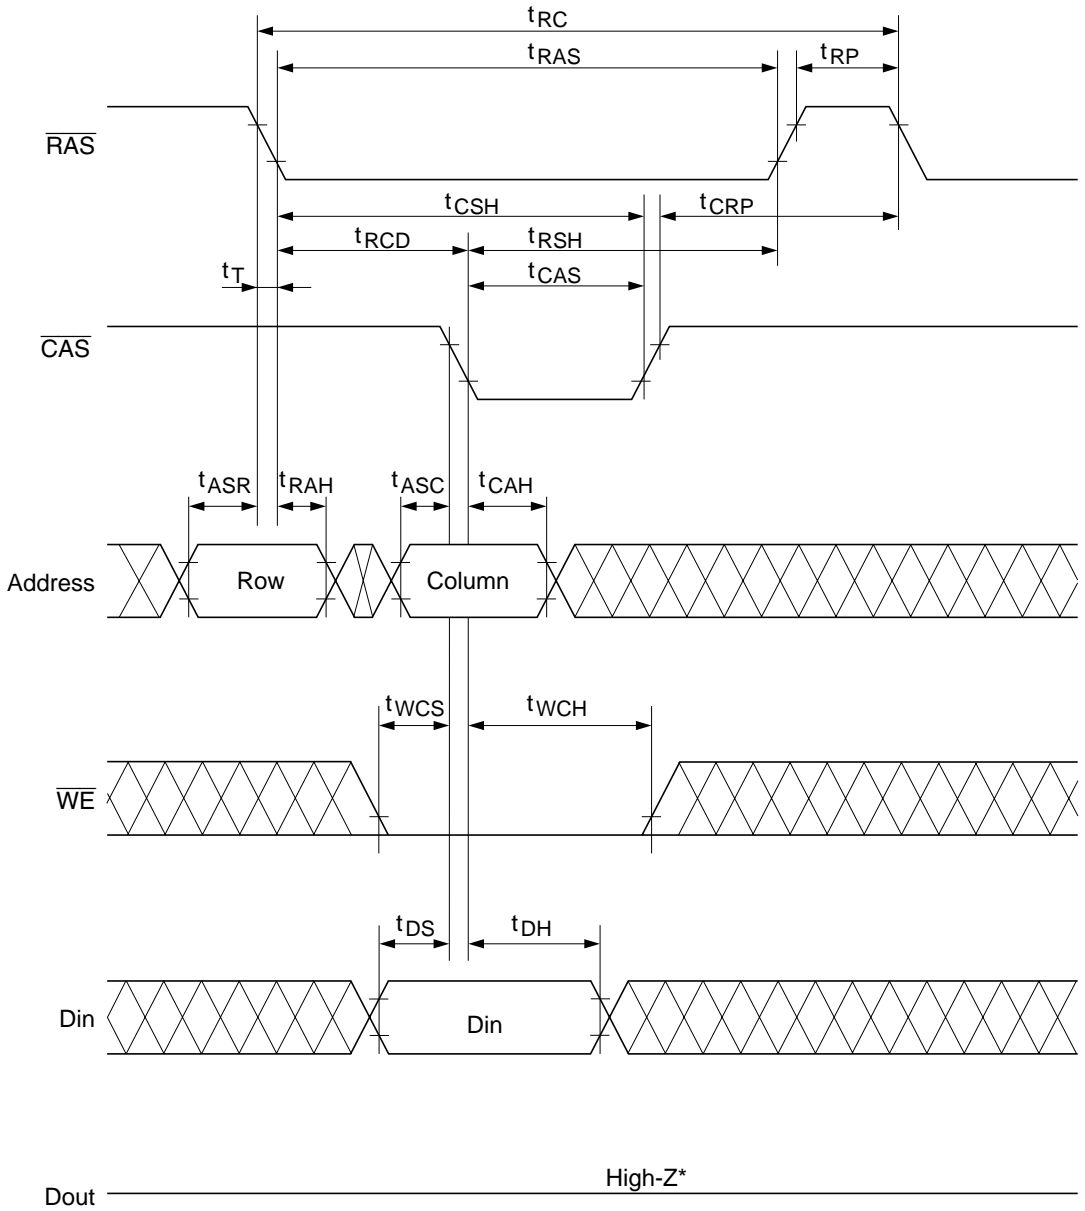 tRC
tRAS
tRP
RAS
tCSH
tCRP
tRCD
tRSH
tT
tCAS
CAS
tASR
tRAH
tASC
tCAH
Address
Row
Column
tWCS
tWCH
WE
tDS
tDH
Din
Din
High-Z*
Dout